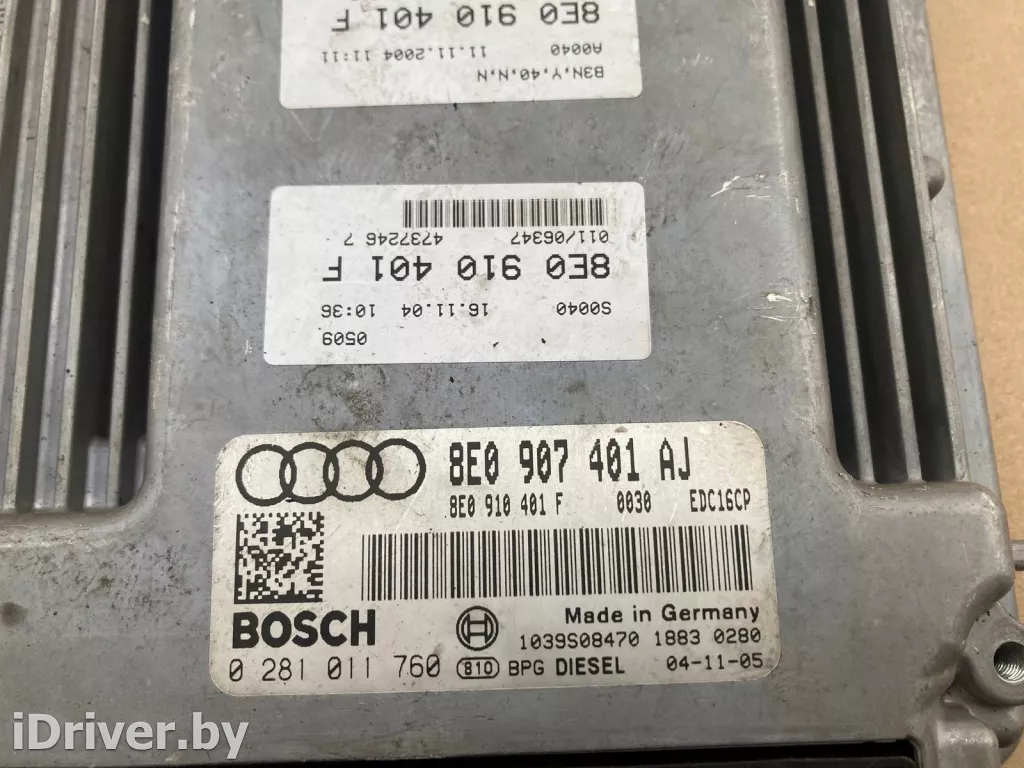 8E0 910 401 F
A0040 11.11.2004 11:11
B3N,Y,40,N,N
0509
S0040 16.11.04 10:36
8E0 910 401 F
011/06347 4737246 7
8E0 907 401 AJ
8E0 910 401 F 0030 EDC16CP
BOSCH Made in Germany
1039S08470 1883 0280
0 281 011 760 810 BPG DIESEL 04-11-05
iDriver.by